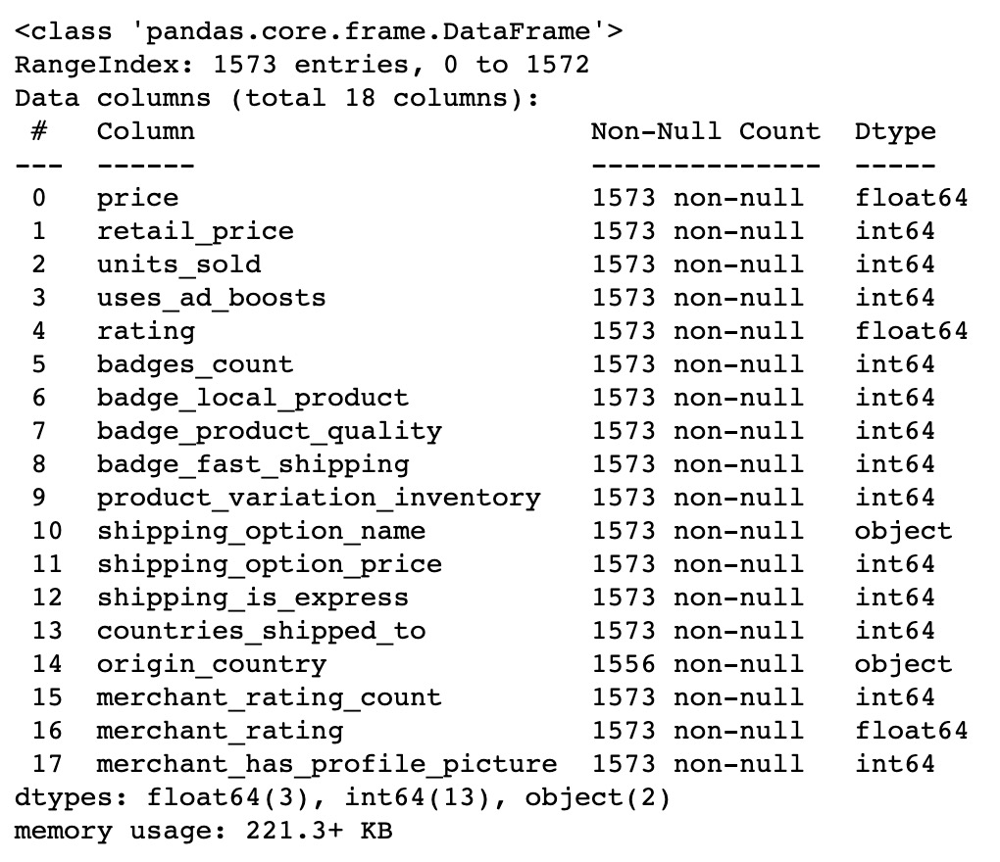 <class 'pandas.core.frame.DataFrame'>
RangeIndex: 1573 entries, 0 to 1572
Data columns (total 18 columns):
 #   Column                         Non-Null Count  Dtype
---  ------                         --------------  -----
 0   price                          1573 non-null   float64
 1   retail_price                   1573 non-null   int64
 2   units_sold                     1573 non-null   int64
 3   uses_ad_boosts                 1573 non-null   int64
 4   rating                         1573 non-null   float64
 5   badges_count                   1573 non-null   int64
 6   badge_local_product            1573 non-null   int64
 7   badge_product_quality          1573 non-null   int64
 8   badge_fast_shipping            1573 non-null   int64
 9   product_variation_inventory    1573 non-null   int64
 10  shipping_option_name           1573 non-null   object
 11  shipping_option_price          1573 non-null   int64
 12  shipping_is_express            1573 non-null   int64
 13  countries_shipped_to           1573 non-null   int64
 14  origin_country                 1556 non-null   object
 15  merchant_rating_count          1573 non-null   int64
 16  merchant_rating                1573 non-null   float64
 17  merchant_has_profile_picture   1573 non-null   int64
dtypes: float64(3), int64(13), object(2)
memory usage: 221.3+ KB